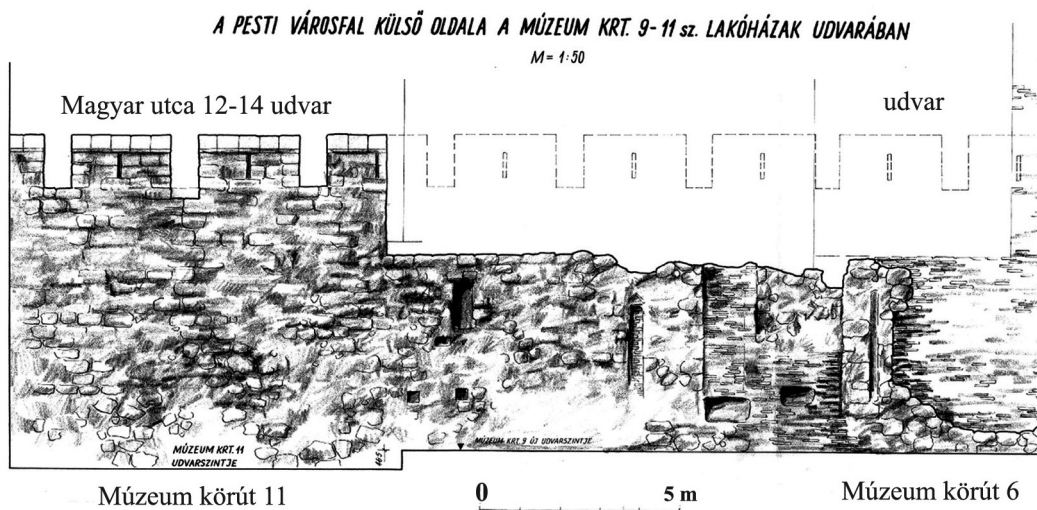 A PESTI VÁROSFAL KÜLSŐ OLDALA A MÚZEUM KRT. 9-11 sz. LAKÓHÁZAK UDVARÁBAN
M = 1:50
Magyar utca 12-14 udvar
udvar
MÚZEUM KRT. 9 ÚJ UDVARSZINTJE
MÚZEUM KRT. 11
UDVARSZINTJE
Múzeum körút 11
0
5 m
Múzeum körút 6